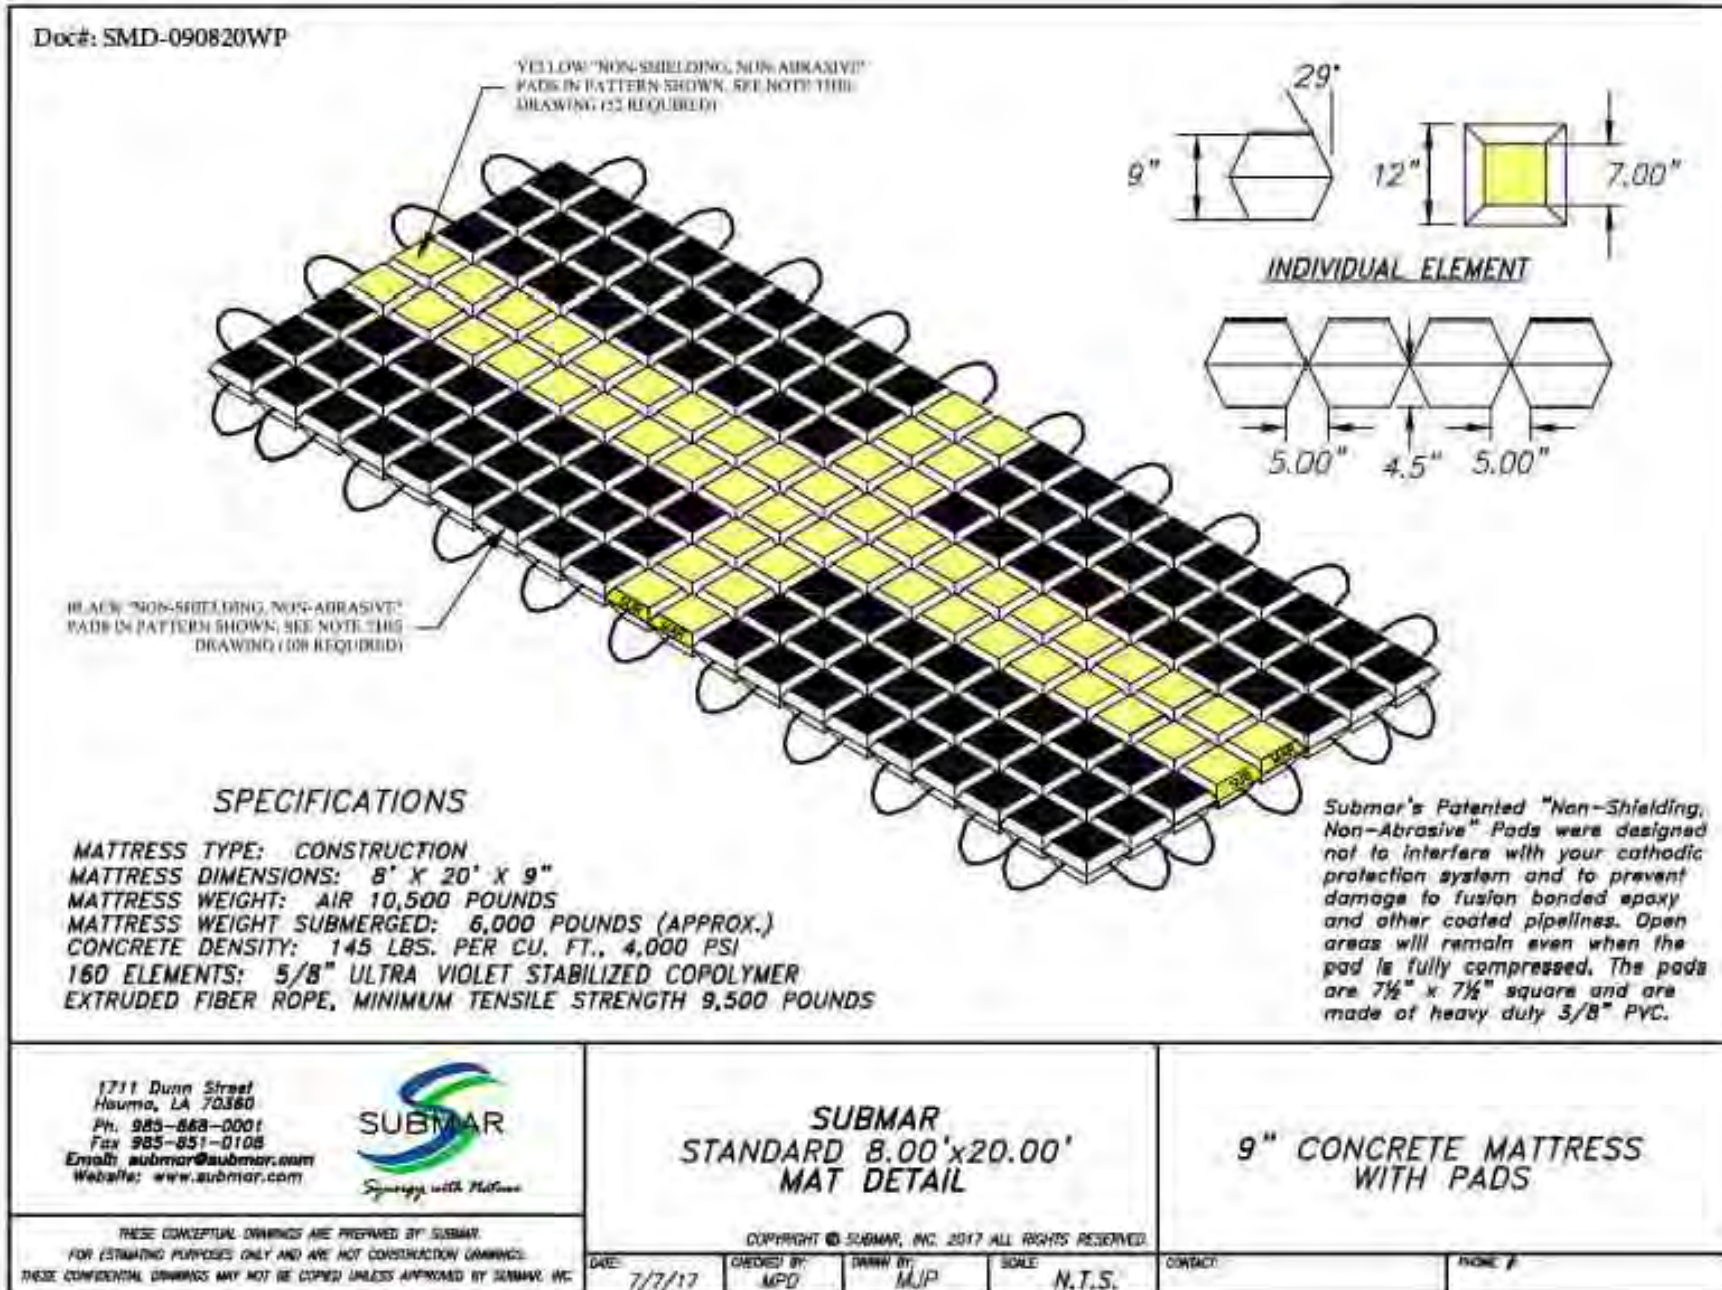 Doc#: SMD-090820WP
YELLOW "NON-SHIELDING, NON-ABRASIVE"
PADS IN PATTERN SHOWN. SEE NOTE THIS
DRAWING (52 REQUIRED)
29°
9"
12"
7.00"
INDIVIDUAL ELEMENT
5.00"
4.5"
5.00"
BLACK "NON-SHIELDING, NON-ABRASIVE"
PADS IN PATTERN SHOWN. SEE NOTE THIS
DRAWING (108 REQUIRED)
SUB
MAR
SUB
MAR
SPECIFICATIONS
MATTRESS TYPE: CONSTRUCTION
MATTRESS DIMENSIONS: 8' X 20' X 9"
MATTRESS WEIGHT: AIR 10,500 POUNDS
MATTRESS WEIGHT SUBMERGED: 6,000 POUNDS (APPROX.)
CONCRETE DENSITY: 145 LBS. PER CU. FT., 4,000 PSI
160 ELEMENTS: 5/8" ULTRA VIOLET STABILIZED COPOLYMER
EXTRUDED FIBER ROPE, MINIMUM TENSILE STRENGTH 9,500 POUNDS
Submar's Patented "Non-Shielding,
Non-Abrasive" Pads were designed
not to interfere with your cathodic
protection system and to prevent
damage to fusion bonded epoxy
and other coated pipelines. Open
areas will remain even when the
pad is fully compressed. The pads
are 7½" x 7½" square and are
made of heavy duty 3/8" PVC.
1711 Dunn Street
Houma, LA 70360
Ph. 985-868-0001
Fax 985-851-0108
Email: submar@submar.com
Website: www.submar.com
SUBMAR
Synergy with Nature
THESE CONCEPTUAL DRAWINGS ARE PREPARED BY SUBMAR
FOR ESTIMATING PURPOSES ONLY AND ARE NOT CONSTRUCTION DRAWINGS.
THESE CONFIDENTIAL DRAWINGS MAY NOT BE COPIED UNLESS APPROVED BY SUBMAR, INC.
SUBMAR
STANDARD 8.00'x20.00'
MAT DETAIL
COPYRIGHT © SUBMAR, INC. 2017 ALL RIGHTS RESERVED.
DATE: 7/7/17
CHECKED BY: MPD
DRAWN BY: MJP
SCALE: N.T.S.
9" CONCRETE MATTRESS
WITH PADS
CONTACT:
PHONE #: